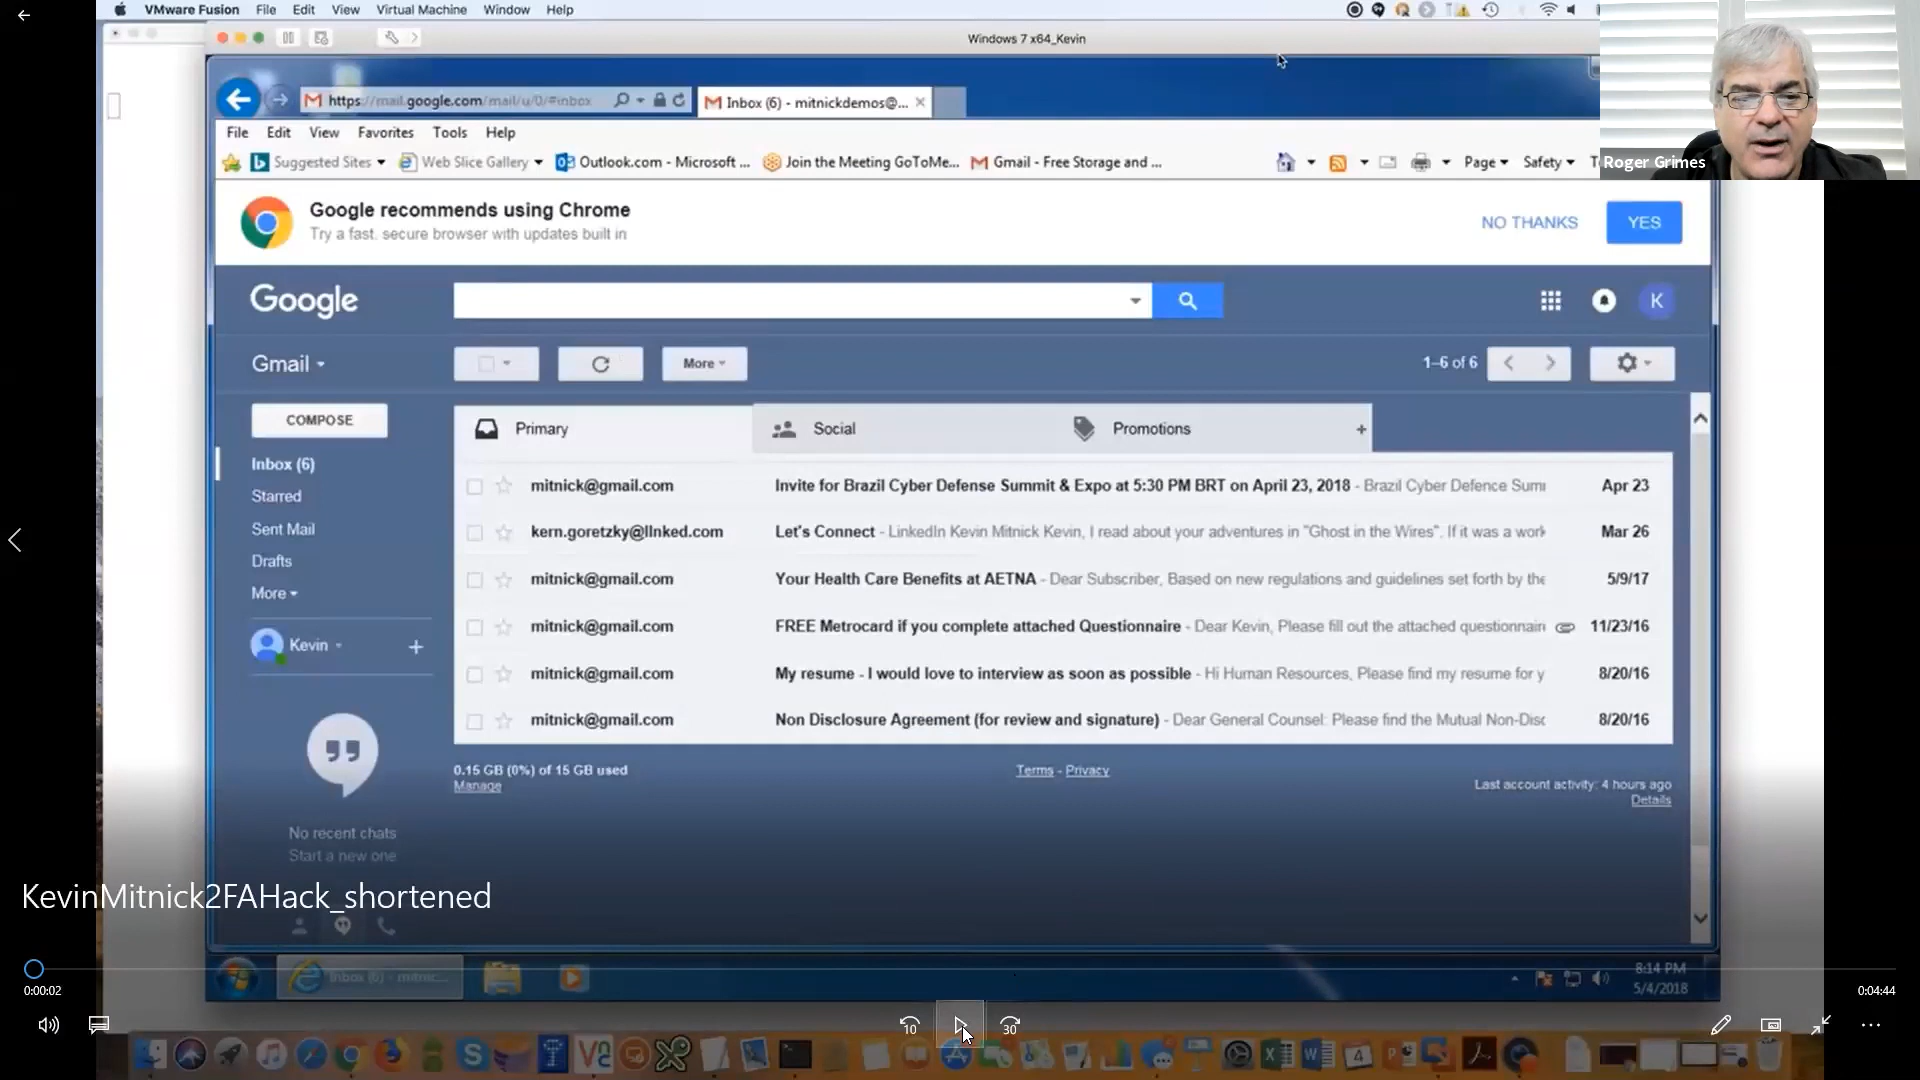 VMware Fusion File Edit View Virtual Machine Window Help
Windows 7 x64_Kevin
https://mail.google.com/mail/u/0/#inbox
Inbox (6) - mitnickdemos@...
File Edit View Favorites Tools Help
Suggested Sites Web Slice Gallery Outlook.com - Microsoft ... Join the Meeting GoToMe... Gmail - Free Storage and ... Page Safety
Roger Grimes
Google recommends using Chrome
Try a fast, secure browser with updates built in
NO THANKS YES
Google
K
Gmail
More
1–6 of 6
COMPOSE
Inbox (6)
Starred
Sent Mail
Drafts
More
Kevin
Primary Social Promotions
mitnick@gmail.com Invite for Brazil Cyber Defense Summit & Expo at 5:30 PM BRT on April 23, 2018 - Brazil Cyber Defence Sum Apr 23
kern.goretzky@llnked.com Let's Connect - LinkedIn Kevin Mitnick Kevin, I read about your adventures in "Ghost in the Wires". If it was a work Mar 26
mitnick@gmail.com Your Health Care Benefits at AETNA - Dear Subscriber, Based on new regulations and guidelines set forth by the 5/9/17
mitnick@gmail.com FREE Metrocard if you complete attached Questionnaire - Dear Kevin, Please fill out the attached questionnain 11/23/16
mitnick@gmail.com My resume - I would love to interview as soon as possible - Hi Human Resources, Please find my resume for y 8/20/16
mitnick@gmail.com Non Disclosure Agreement (for review and signature) - Dear General Counsel: Please find the Mutual Non-Disc 8/20/16
0.15 GB (0%) of 15 GB used
Manage
Terms - Privacy
Last account activity: 4 hours ago
Details
No recent chats
Start a new one
KevinMitnick2FAHack_shortened
Inbox (6) - mitnic...
8:14 PM
5/4/2018
0:00:02
0:04:44
10
30